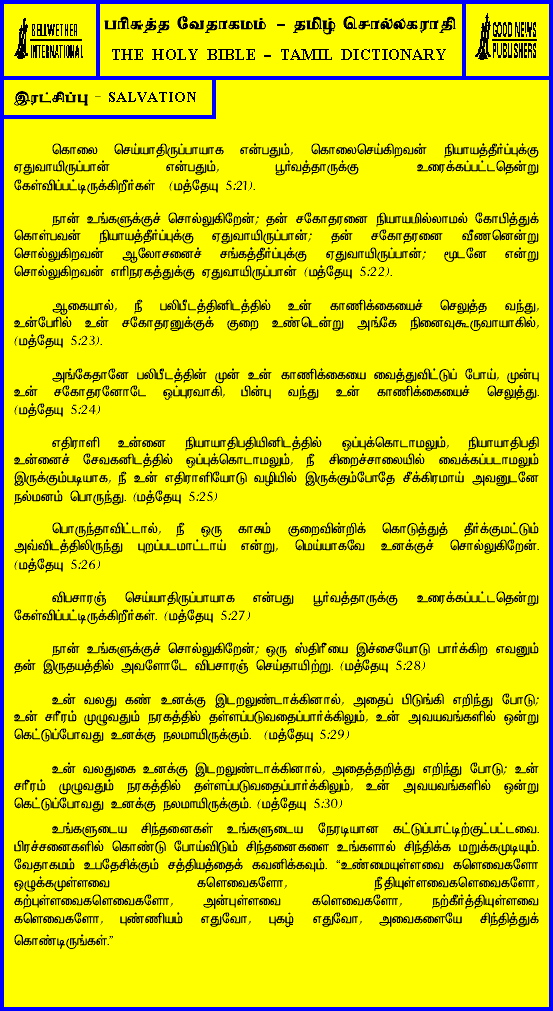 BELLWETHER
INTERNATIONAL
பரிசுத்த வேதாகமம் – தமிழ் சொல்லகராதி
THE HOLY BIBLE – TAMIL DICTIONARY
GOOD NEWS
PUBLISHERS
இரட்சிப்பு – SALVATION
கொலை செய்யாதிருப்பாயாக என்பதும், கொலைசெய்கிறவன் நியாயத்தீர்ப்புக்கு
ஏதுவாயிருப்பான் என்பதும், பூர்வத்தாருக்கு உரைக்கப்பட்டதென்று
கேள்விப்பட்டிருக்கிறீர்கள் (மத்தேயு 5:21).
நான் உங்களுக்குச் சொல்லுகிறேன்; தன் சகோதரனை நியாயமில்லாமல் கோபித்துக்
கொள்பவன் நியாயத்தீர்ப்புக்கு ஏதுவாயிருப்பான்; தன் சகோதரனை வீணனென்று
சொல்லுகிறவன் ஆலோசனைச் சங்கத்தீர்ப்புக்கு ஏதுவாயிருப்பான்; மூடனே என்று
சொல்லுகிறவன் எரிநரகத்துக்கு ஏதுவாயிருப்பான் (மத்தேயு 5:22).
ஆகையால், நீ பலிபீடத்தினிடத்தில் உன் காணிக்கையைச் செலுத்த வந்து,
உன்பேரில் உன் சகோதரனுக்குக் குறை உண்டென்று அங்கே நினைவுகூருவாயாகில்,
(மத்தேயு 5:23).
அங்கேதானே பலிபீடத்தின் முன் உன் காணிக்கையை வைத்துவிட்டுப் போய், முன்பு
உன் சகோதரனோடே ஒப்புரவாகி, பின்பு வந்து உன் காணிக்கையைச் செலுத்து.
(மத்தேயு 5:24)
எதிராளி உன்னை நியாயாதிபதியினிடத்தில் ஒப்புக்கொடாமலும், நியாயாதிபதி
உன்னைச் சேவகனிடத்தில் ஒப்புக்கொடாமலும், நீ சிறைச்சாலையில் வைக்கப்படாமலும்
இருக்கும்படியாக, நீ உன் எதிராளியோடு வழியில் இருக்கும்போதே சீக்கிரமாய் அவனுடனே
நல்மனம் பொருந்து. (மத்தேயு 5:25)
பொருந்தாவிட்டால், நீ ஒரு காசும் குறைவின்றிக் கொடுத்துத் தீர்க்குமட்டும்
அவ்விடத்திலிருந்து புறப்படமாட்டாய் என்று, மெய்யாகவே உனக்குச் சொல்லுகிறேன்.
(மத்தேயு 5:26)
விபசாரஞ் செய்யாதிருப்பாயாக என்பது பூர்வத்தாருக்கு உரைக்கப்பட்டதென்று
கேள்விப்பட்டிருக்கிறீர்கள். (மத்தேயு 5:27)
நான் உங்களுக்குச் சொல்லுகிறேன்; ஒரு ஸ்திரீயை இச்சையோடு பார்க்கிற எவனும்
தன் இருதயத்தில் அவளோடே விபசாரஞ் செய்தாயிற்று. (மத்தேயு 5:28)
உன் வலது கண் உனக்கு இடறலுண்டாக்கினால், அதைப் பிடுங்கி எறிந்து போடு;
உன் சரீரம் முழுவதும் நரகத்தில் தள்ளப்படுவதைப்பார்க்கிலும், உன் அவயவங்களில் ஒன்று
கெட்டுப்போவது உனக்கு நலமாயிருக்கும். (மத்தேயு 5:29)
உன் வலதுகை உனக்கு இடறலுண்டாக்கினால், அதைத்தறித்து எறிந்து போடு; உன்
சரீரம் முழுவதும் நரகத்தில் தள்ளப்படுவதைப்பார்க்கிலும், உன் அவயவங்களில் ஒன்று
கெட்டுப்போவது உனக்கு நலமாயிருக்கும். (மத்தேயு 5:30)
உங்களுடைய சிந்தனைகள் உங்களுடைய நேரடியான கட்டுப்பாட்டிற்குட்பட்டவை.
பிரச்சனைகளில் கொண்டு போய்விடும் சிந்தனைகளை உங்களால் சிந்திக்க மறுக்கமுடியும்.
வேதாகமம் உபதேசிக்கும் சத்தியத்தைக் கவனிக்கவும். “உண்மையுள்ளவை களெவைகளோ
ஒழுக்கமுள்ளவை களெவைகளோ, நீதியுள்ளவைகளெவைகளோ,
கற்புள்ளவைகளெவைகளோ, அன்புள்ளவை களெவைகளோ, நற்கீர்த்தியுள்ளவை
களெவைகளோ, புண்ணியம் எதுவோ, புகழ் எதுவோ, அவைகளையே சிந்தித்துக்
கொண்டிருங்கள்.”